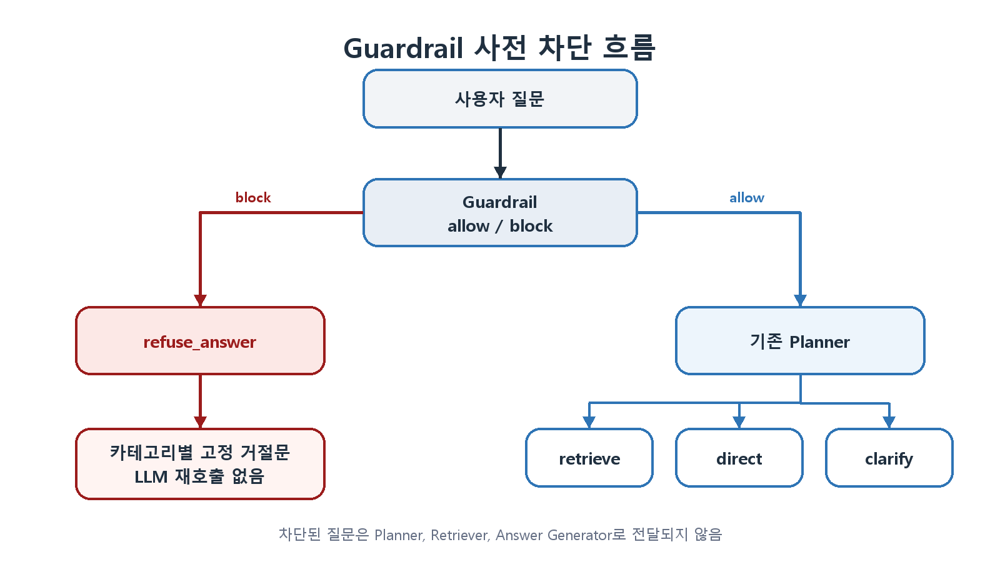 Guardrail 사전 차단 흐름
사용자 질문
Guardrail
allow / block
block
allow
refuse_answer
기존 Planner
카테고리별 고정 거절문
LLM 재호출 없음
retrieve
direct
clarify
차단된 질문은 Planner, Retriever, Answer Generator로 전달되지 않음